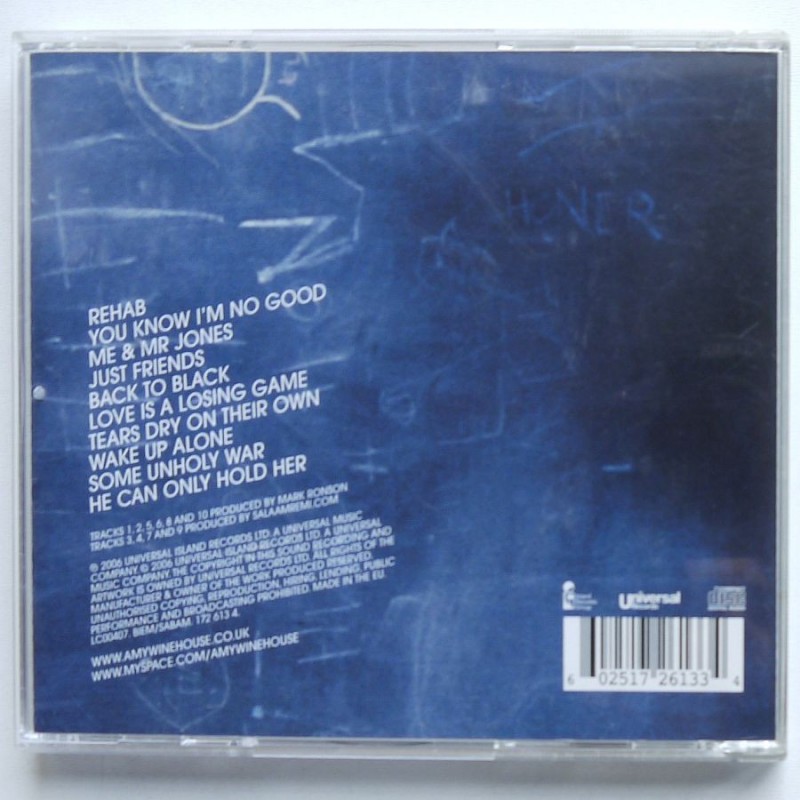 REHAB
YOU KNOW I'M NO GOOD
ME & MR JONES
JUST FRIENDS
BACK TO BLACK
LOVE IS A LOSING GAME
TEARS DRY ON THEIR OWN
WAKE UP ALONE
SOME UNHOLY WAR
HE CAN ONLY HOLD HER
TRACKS 1, 2, 5, 6, 8 AND 10 PRODUCED BY MARK RONSON
TRACKS 3, 4, 7 AND 9 PRODUCED BY SALAAMREMI.COM
℗ 2006 UNIVERSAL ISLAND RECORDS LTD. A UNIVERSAL MUSIC
COMPANY. © 2006 UNIVERSAL ISLAND RECORDS LTD. A UNIVERSAL
MUSIC COMPANY. THE COPYRIGHT IN THIS SOUND RECORDING AND
ARTWORK IS OWNED BY UNIVERSAL RECORDS LTD. ALL RIGHTS OF THE
MANUFACTURER & OWNER OF THE WORK PRODUCED RESERVED.
UNAUTHORISED COPYING, REPRODUCTION, HIRING, LENDING, PUBLIC
PERFORMANCE AND BROADCASTING PROHIBITED. MADE IN THE EU.
LC00407. BIEM/SABAM. 172 613 4.
WWW.AMYWINEHOUSE.CO.UK
WWW.MYSPACE.COM/AMYWINEHOUSE
Universal
disc
6 02517 26133 4